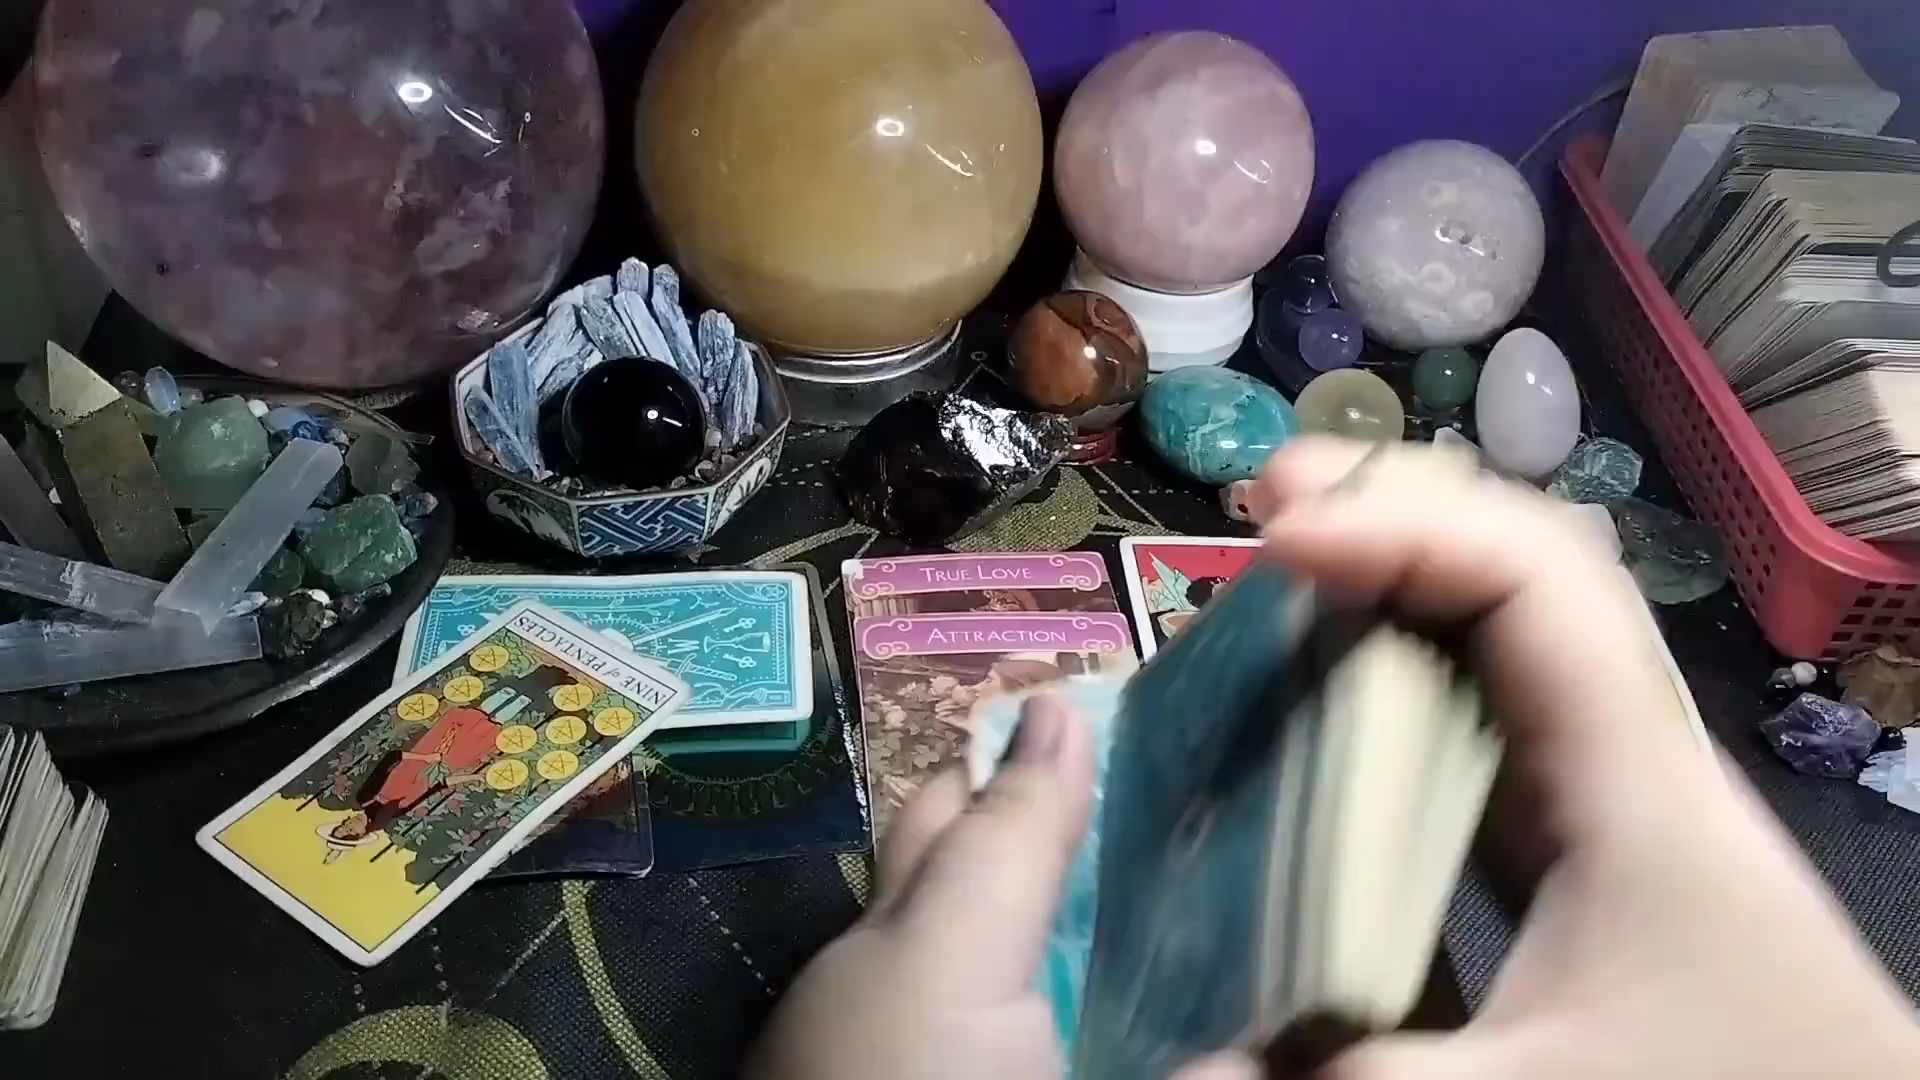 TRUE LOVE
ATTRACTION
NINE of PENTACLES
W